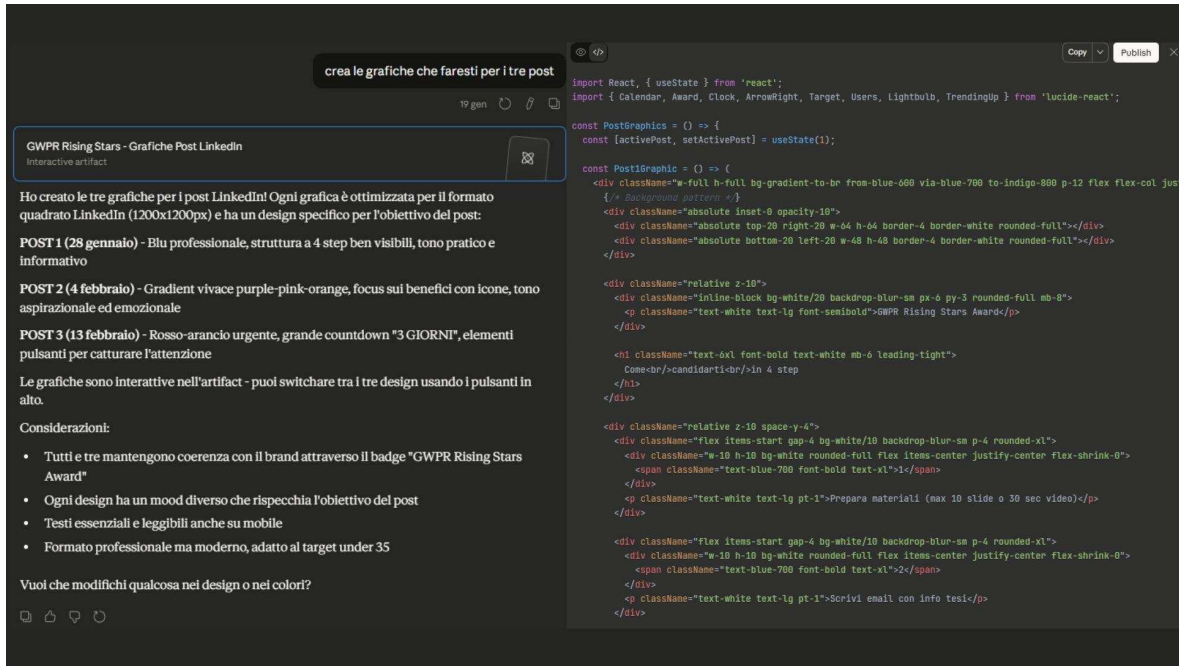 crea le grafiche che faresti per i tre post
19 gen
GWPR Rising Stars - Grafiche Post LinkedIn
Interactive artifact
Ho creato le tre grafiche per i post LinkedIn! Ogni grafica è ottimizzata per il formato
quadrato LinkedIn (1200x1200px) e ha un design specifico per l'obiettivo del post:
POST 1 (28 gennaio) - Blu professionale, struttura a 4 step ben visibili, tono pratico e
informativo
POST 2 (4 febbraio) - Gradient vivace purple-pink-orange, focus sui benefici con icone, tono
aspirazionale ed emozionale
POST 3 (13 febbraio) - Rosso-arancio urgente, grande countdown "3 GIORNI", elementi
pulsanti per catturare l'attenzione
Le grafiche sono interattive nell'artifact - puoi switchare tra i tre design usando i pulsanti in
alto.
Considerazioni:
• Tutti e tre mantengono coerenza con il brand attraverso il badge "GWPR Rising Stars
Award"
• Ogni design ha un mood diverso che rispecchia l'obiettivo del post
• Testi essenziali e leggibili anche su mobile
• Formato professionale ma moderno, adatto al target under 35
Vuoi che modifichi qualcosa nei design o nei colori?
Copy
Publish
import React, { useState } from 'react';
import { Calendar, Award, Clock, ArrowRight, Target, Users, Lightbulb, TrendingUp } from 'lucide-react';
const PostGraphics = () => {
const [activePost, setActivePost] = useState(1);
const Post1Graphic = () => (
<div className="w-full h-full bg-gradient-to-br from-blue-600 via-blue-700 to-indigo-800 p-12 flex flex-col jus
{/* Background pattern */}
<div className="absolute inset-0 opacity-10">
<div className="absolute top-20 right-20 w-64 h-64 border-4 border-white rounded-full"></div>
<div className="absolute bottom-20 left-20 w-48 h-48 border-4 border-white rounded-full"></div>
</div>
<div className="relative z-10">
<div className="inline-block bg-white/20 backdrop-blur-sm px-6 py-3 rounded-full mb-8">
<p className="text-white text-lg font-semibold">GWPR Rising Stars Award</p>
</div>
<h1 className="text-6xl font-bold text-white mb-6 leading-tight">
Come<br/>candidarti<br/>in 4 step
</h1>
</div>
<div className="relative z-10 space-y-4">
<div className="flex items-start gap-4 bg-white/10 backdrop-blur-sm p-4 rounded-xl">
<div className="w-10 h-10 bg-white rounded-full flex items-center justify-center flex-shrink-0">
<span className="text-blue-700 font-bold text-xl">1</span>
</div>
<p className="text-white text-lg pt-1">Prepara materiali (max 10 slide o 30 sec video)</p>
</div>
<div className="flex items-start gap-4 bg-white/10 backdrop-blur-sm p-4 rounded-xl">
<div className="w-10 h-10 bg-white rounded-full flex items-center justify-center flex-shrink-0">
<span className="text-blue-700 font-bold text-xl">2</span>
</div>
<p className="text-white text-lg pt-1">Scrivi email con info tesi</p>
</div>